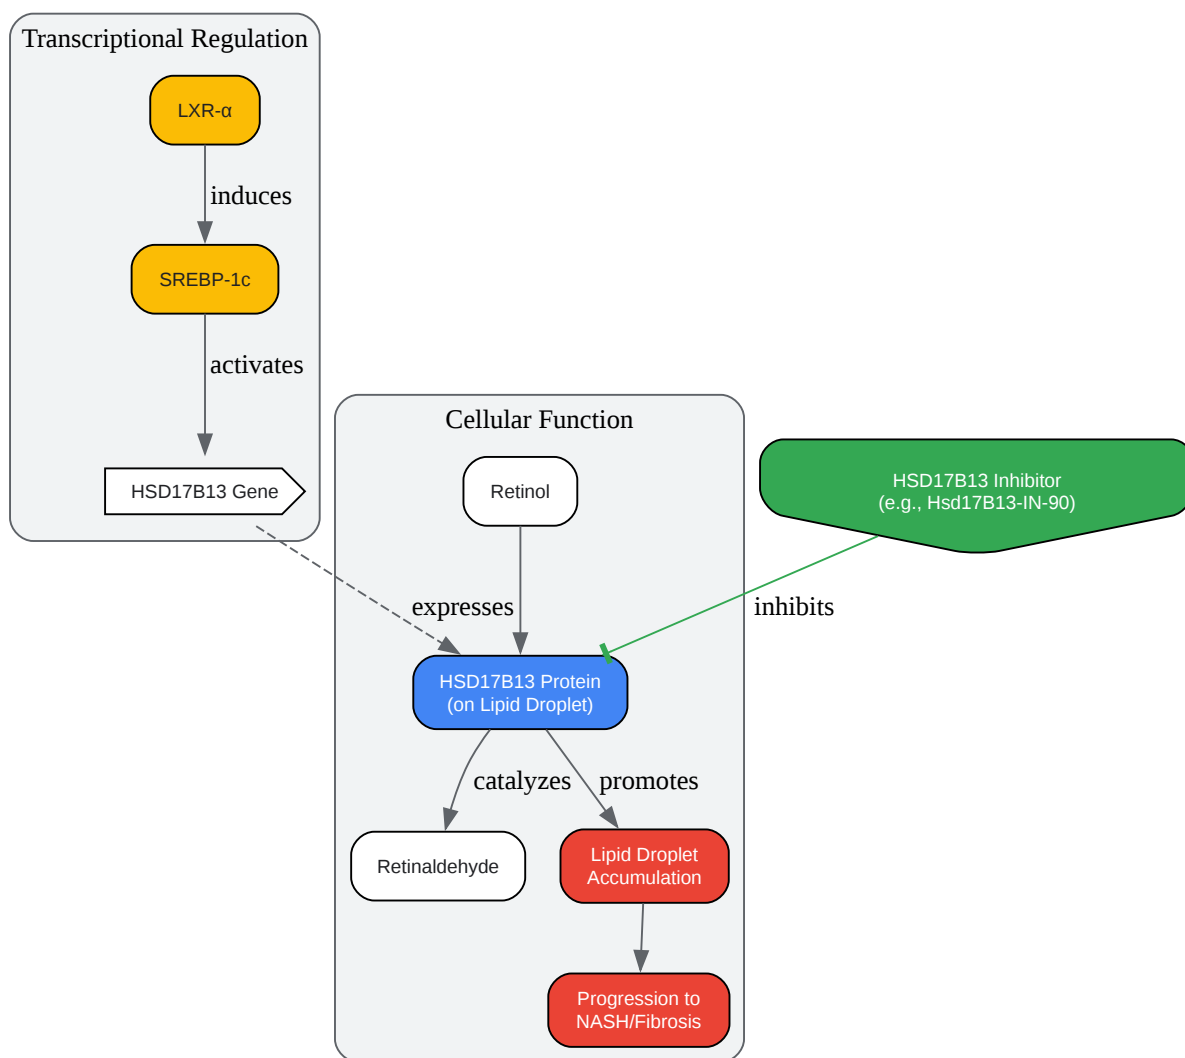 Transcriptional Regulation
LXR-α
induces
SREBP-1c
activates
HSD17B13 Gene
Cellular Function
Retinol
HSD17B13 Inhibitor
(e.g., Hsd17B13-IN-90)
expresses
inhibits
HSD17B13 Protein
(on Lipid Droplet)
catalyzes
promotes
Retinaldehyde
Lipid Droplet
Accumulation
Progression to
NASH/Fibrosis